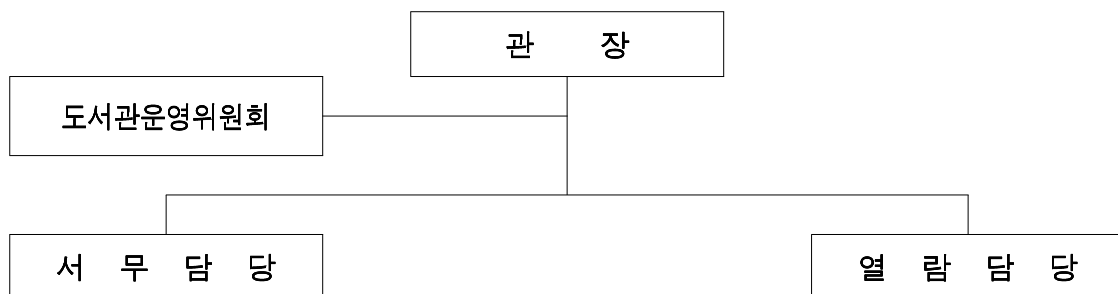 관 장
도서관운영위원회
서 무 담 당
열 람 담 당